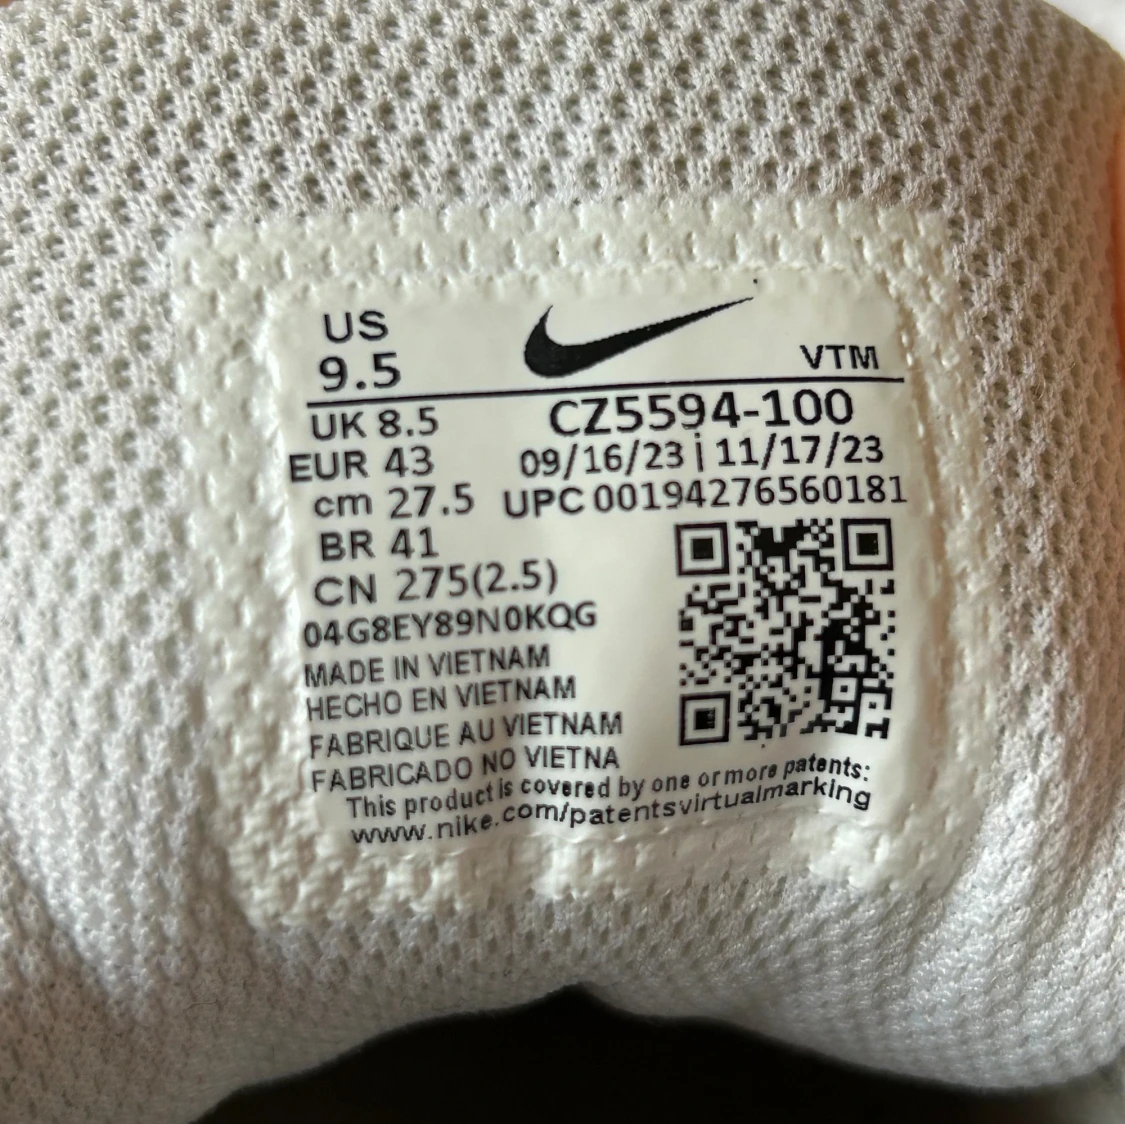 US
9.5
VTM
UK 8.5
CZ5594-100
EUR 43
09/16/23 | 11/17/23
cm 27.5
UPC 00194276560181
BR 41
CN 275(2.5)
04G8EY89N0KQG
MADE IN VIETNAM
HECHO EN VIETNAM
FABRIQUE AU VIETNAM
FABRICADO NO VIETNA
This product is covered by one or more patents:
www.nike.com/patentsvirtualmarking